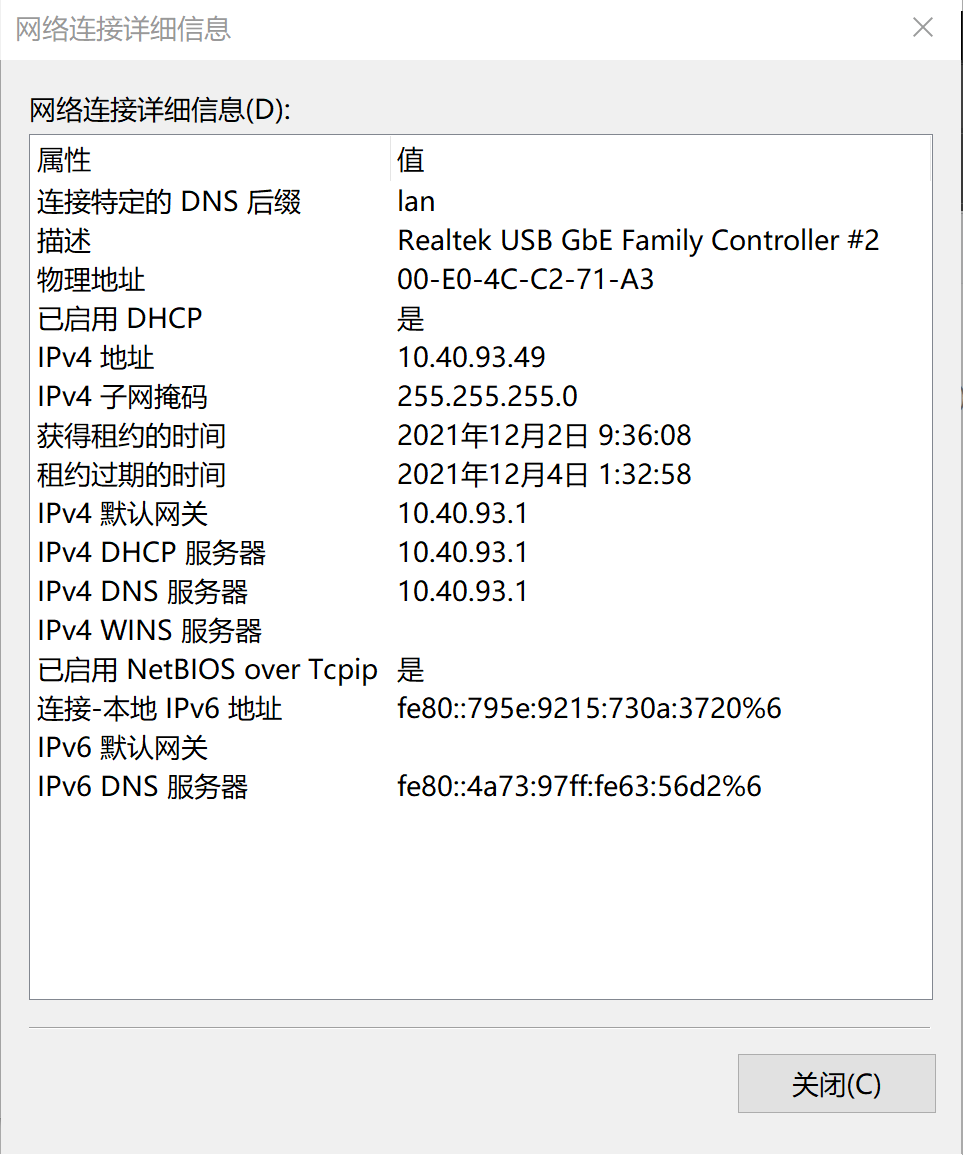 网络连接详细信息
网络连接详细信息(D):
属性 值
连接特定的 DNS 后缀 lan
描述 Realtek USB GbE Family Controller #2
物理地址 00-E0-4C-C2-71-A3
已启用 DHCP 是
IPv4 地址 10.40.93.49
IPv4 子网掩码 255.255.255.0
获得租约的时间 2021年12月2日 9:36:08
租约过期的时间 2021年12月4日 1:32:58
IPv4 默认网关 10.40.93.1
IPv4 DHCP 服务器 10.40.93.1
IPv4 DNS 服务器 10.40.93.1
IPv4 WINS 服务器
已启用 NetBIOS over Tcpip 是
连接-本地 IPv6 地址 fe80::795e:9215:730a:3720%6
IPv6 默认网关
IPv6 DNS 服务器 fe80::4a73:97ff:fe63:56d2%6
关闭(C)